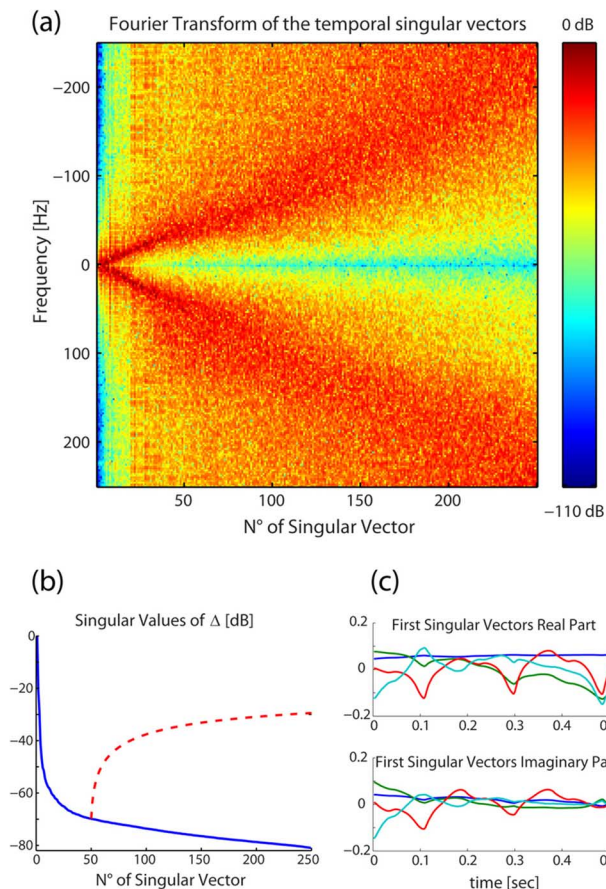 (a) Fourier Transform of the temporal singular vectors
0 dB
−200
−100
0
100
200
Frequency [Hz]
50 100 150 200
N° of Singular Vector
−110 dB
(b)
Singular Values of Δ [dB]
0
−20
−40
−60
−80
0 50 100 150 200 250
N° of Singular Vector
(c)
0.2
First Singular Vectors Real Part
0
−0.2
0 0.1 0.2 0.3 0.4
0.2
First Singular Vectors Imaginary Pa
0
−0.2
0 0.1 0.2 0.3 0.4
time [sec]